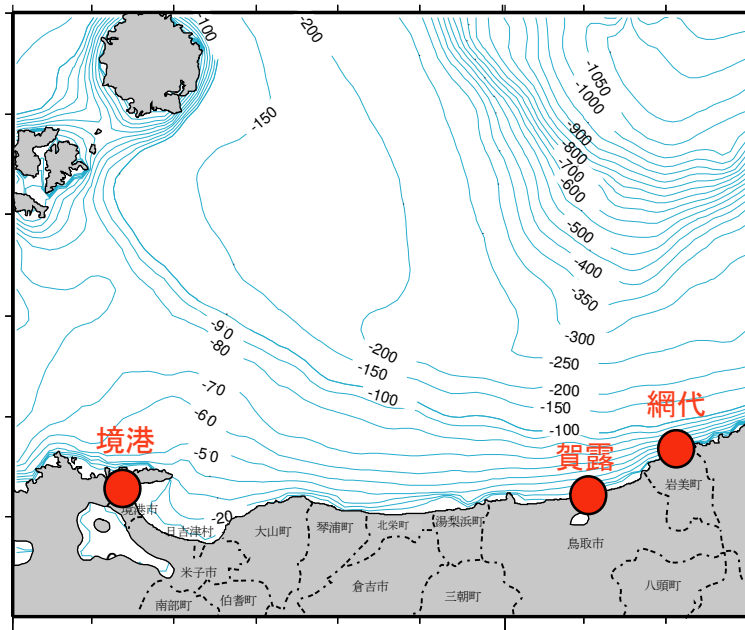 -100
-200
-150
-1050
-1000
-900
-800
-700
-600
-500
-400
-350
-300
-250
-200
-150
-100
-200
-150
-100
-90
-80
-70
-60
-50
-20
境港
賀露
網代
境港市
日吉津村
米子市
南部町
伯耆町
大山町
琴浦町
北栄町
湯梨浜町
倉吉市
三朝町
鳥取市
岩美町
八頭町